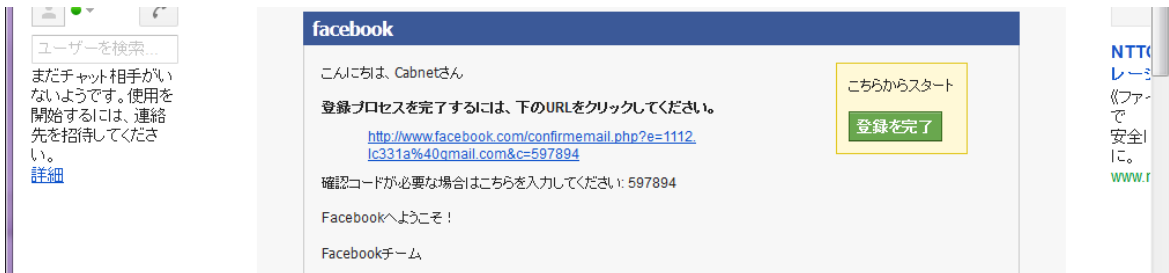 ユーザーを検索...
まだチャット相手がい
ないようです。使用を
開始するには、連絡
先を招待してくださ
い。
詳細
facebook
こんにちは、Cabnetさん
登録プロセスを完了するには、下のURLをクリックしてください。
http://www.facebook.com/confirmemail.php?e=1112.
lc331a%40gmail.com&c=597894
確認コードが必要な場合はこちらを入力してください: 597894
Facebookへようこそ!
Facebookチーム
こちらからスタート
登録を完了
レー
《ファー
で
安全
に。
www.